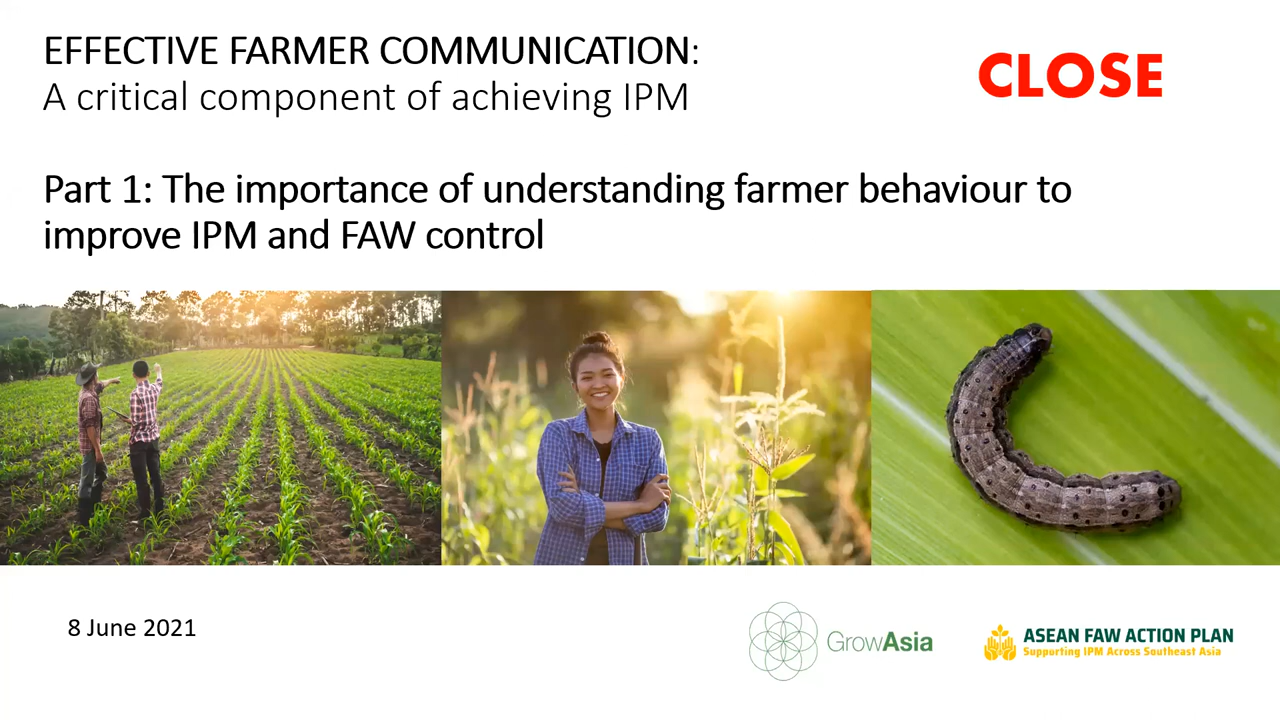 EFFECTIVE FARMER COMMUNICATION:
A critical component of achieving IPM
CLOSE
Part 1: The importance of understanding farmer behaviour to
improve IPM and FAW control
8 June 2021
GrowAsia
ASEAN FAW ACTION PLAN
Supporting IPM Across Southeast Asia